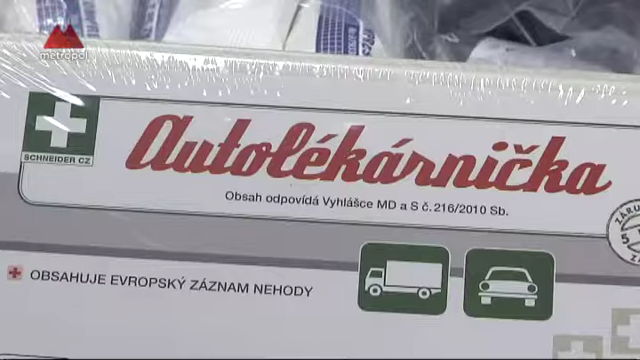 metropol
SCHNEIDER CZ
Autolékárnička
Obsah odpovídá Vyhlášce MD a S č. 216/2010 Sb.
OBSAHUJE EVROPSKÝ ZÁZNAM NEHODY